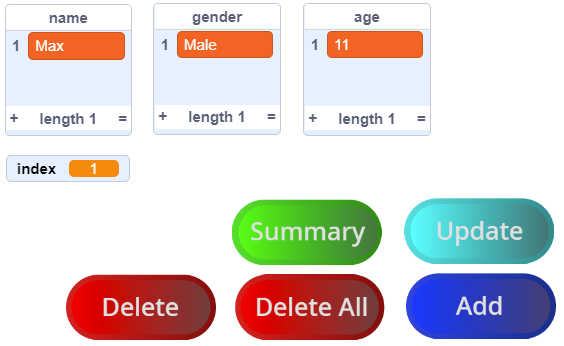 name gender age
1 Max 1 Male 1 11
+ length 1 = + length 1 = + length 1 =
index 1
Summary Update
Delete Delete All Add